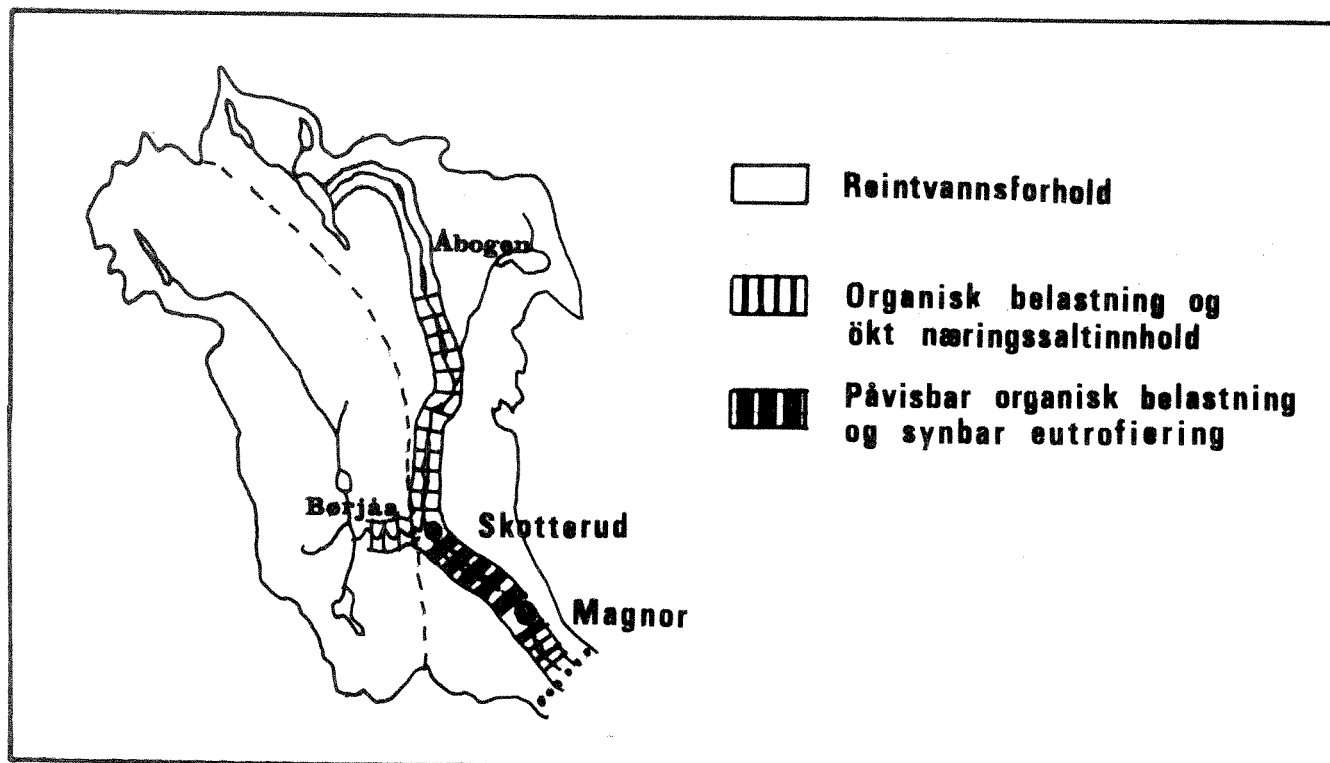 Reintvannsforhold
Åbogen
Organisk belastning og
ökt næringssaltinnhold
Påvisbar organisk belastning
og synbar eutrofiering
Børjåa
Skotterud
Magnor